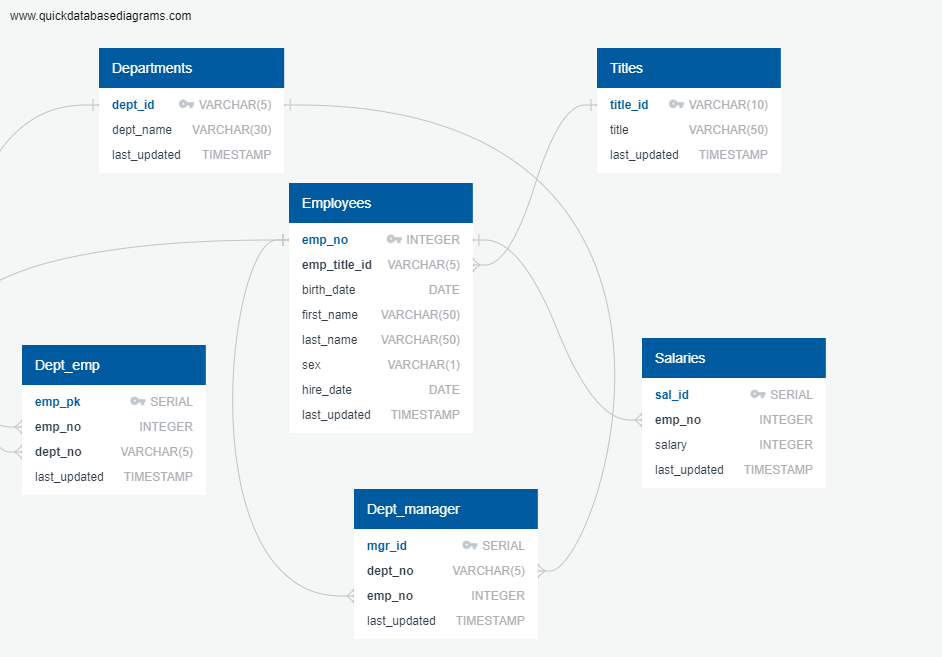 www.quickdatabasediagrams.com
Departments
dept_id VARCHAR(5)
dept_name VARCHAR(30)
last_updated TIMESTAMP
Titles
title_id VARCHAR(10)
title VARCHAR(50)
last_updated TIMESTAMP
Employees
emp_no INTEGER
emp_title_id VARCHAR(5)
birth_date DATE
first_name VARCHAR(50)
last_name VARCHAR(50)
sex VARCHAR(1)
hire_date DATE
last_updated TIMESTAMP
Dept_emp
emp_pk SERIAL
emp_no INTEGER
dept_no VARCHAR(5)
last_updated TIMESTAMP
Salaries
sal_id SERIAL
emp_no INTEGER
salary INTEGER
last_updated TIMESTAMP
Dept_manager
mgr_id SERIAL
dept_no VARCHAR(5)
emp_no INTEGER
last_updated TIMESTAMP